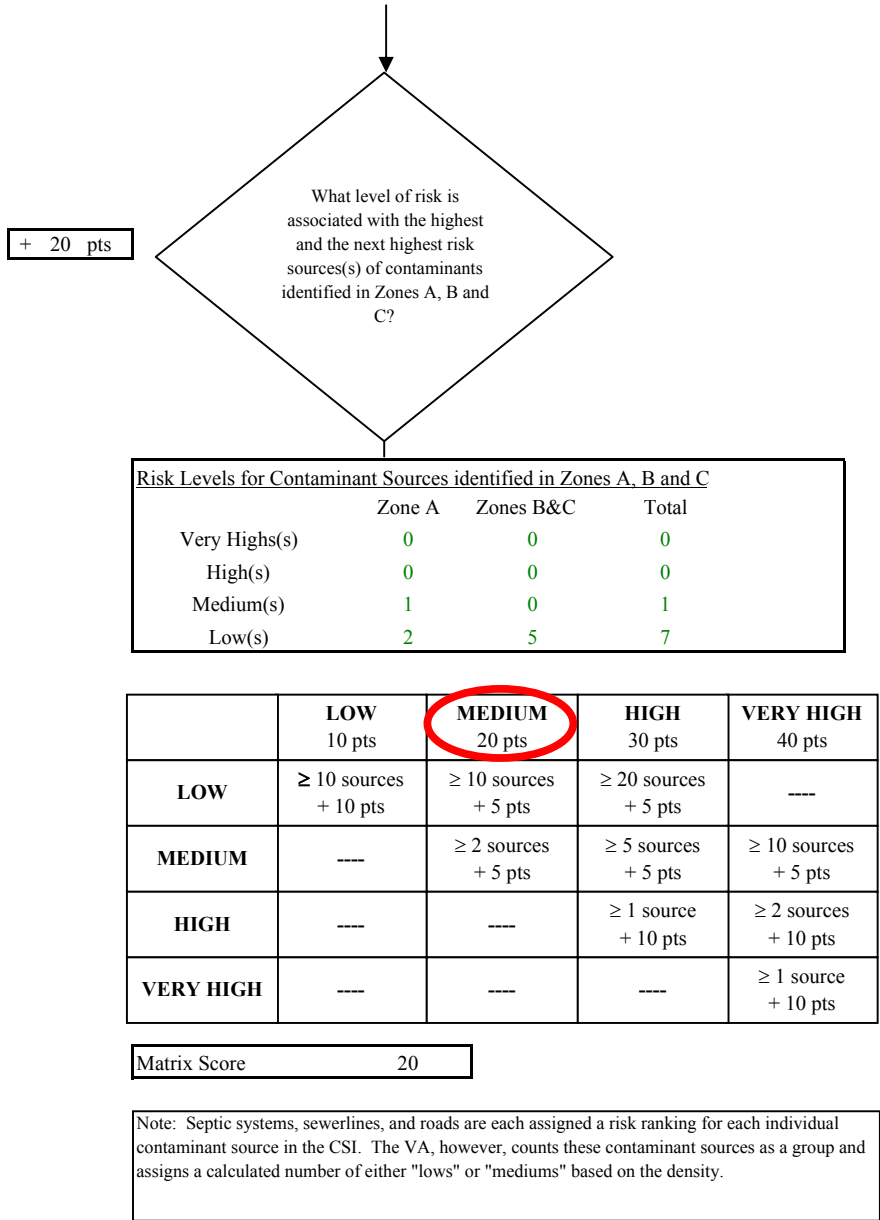 What level of risk is
associated with the highest
and the next highest risk
sources(s) of contaminants
identified in Zones A, B and
C?
+ 20 pts
Risk Levels for Contaminant Sources identified in Zones A, B and C
Zone A Zones B&C Total
Very Highs(s) 0 0 0
High(s) 0 0 0
Medium(s) 1 0 1
Low(s) 2 5 7
LOW MEDIUM HIGH VERY HIGH
10 pts 20 pts 30 pts 40 pts
LOW ≥ 10 sources ≥ 10 sources ≥ 20 sources ----
+ 10 pts + 5 pts + 5 pts
MEDIUM ---- ≥ 2 sources ≥ 5 sources ≥ 10 sources
+ 5 pts + 5 pts + 5 pts
HIGH ---- ---- ≥ 1 source ≥ 2 sources
+ 10 pts + 10 pts
VERY HIGH ---- ---- ---- ≥ 1 source
+ 10 pts
Matrix Score 20
Note: Septic systems, sewerlines, and roads are each assigned a risk ranking for each individual
contaminant source in the CSI. The VA, however, counts these contaminant sources as a group and
assigns a calculated number of either "lows" or "mediums" based on the density.